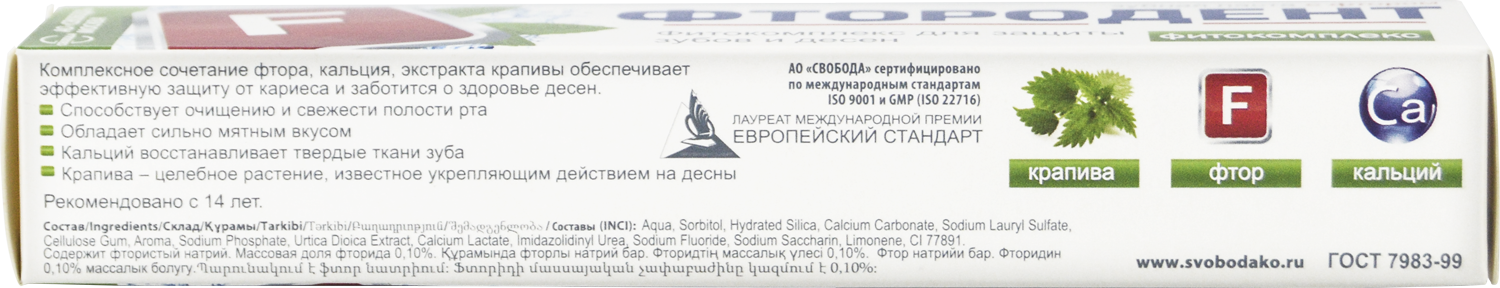 F
ФТОРОДЕНТ
фитокомплекс для защиты
зубов и десен
фитокомплекс
Комплексное сочетание фтора, кальция, экстракта крапивы обеспечивает
эффективную защиту от кариеса и заботится о здоровье десен.
Способствует очищению и свежести полости рта
Обладает сильно мятным вкусом
Кальций восстанавливает твердые ткани зуба
Крапива – целебное растение, известное укрепляющим действием на десны
Рекомендовано с 14 лет.
АО «СВОБОДА» сертифицировано
по международным стандартам
ISO 9001 и GMP (ISO 22716)
ЛАУРЕАТ МЕЖДУНАРОДНОЙ ПРЕМИИ
ЕВРОПЕЙСКИЙ СТАНДАРТ
F
Ca
крапива
фтор
кальций
Состав/Ingredients/Склад/Құрамы/Tarkibi/Tərkibi/Բաղադրություն/შემადგენლობა/Составы (INCI): Aqua, Sorbitol, Hydrated Silica, Calcium Carbonate, Sodium Lauryl Sulfate,
Cellulose Gum, Aroma, Sodium Phosphate, Urtica Dioica Extract, Calcium Lactate, Imidazolidinyl Urea, Sodium Fluoride, Sodium Saccharin, Limonene, CI 77891.
Содержит фтористый натрий. Массовая доля фторида 0,10%. Құрамында фторлы натрий бар. Фторидтің массалық үлесі 0,10%. Фтор натрийи бар. Фторидин
0,10% массалык болугу. Պարունակում է ֆտոր նատրիում: Ֆտորիդի մասսայական չափաբաժինը կազմում է 0,10%:
www.svobodako.ru
ГОСТ 7983-99